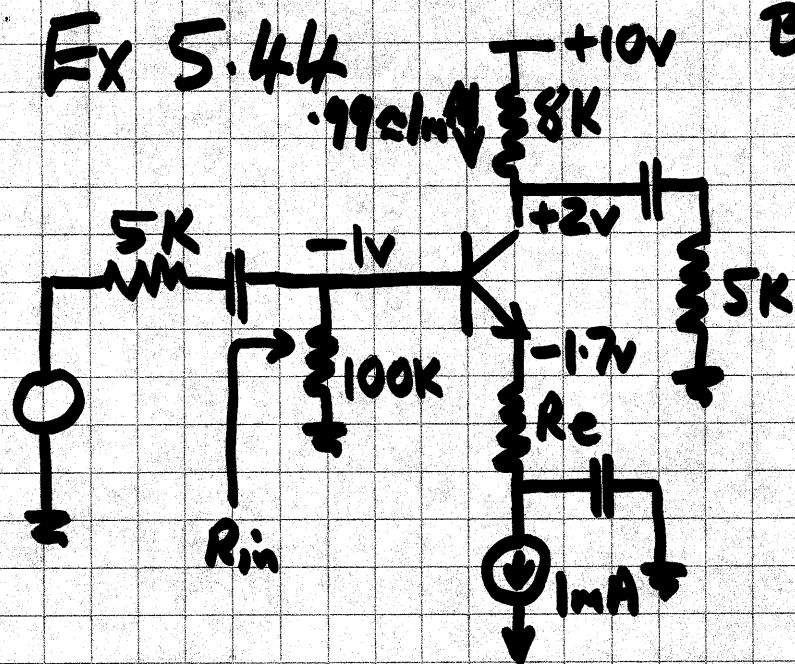 Ex 5.44
+10v
B
.99≈1mA
8K
+2v
5K
-1v
5K
100K
-1.7v
Re
Rin
1mA